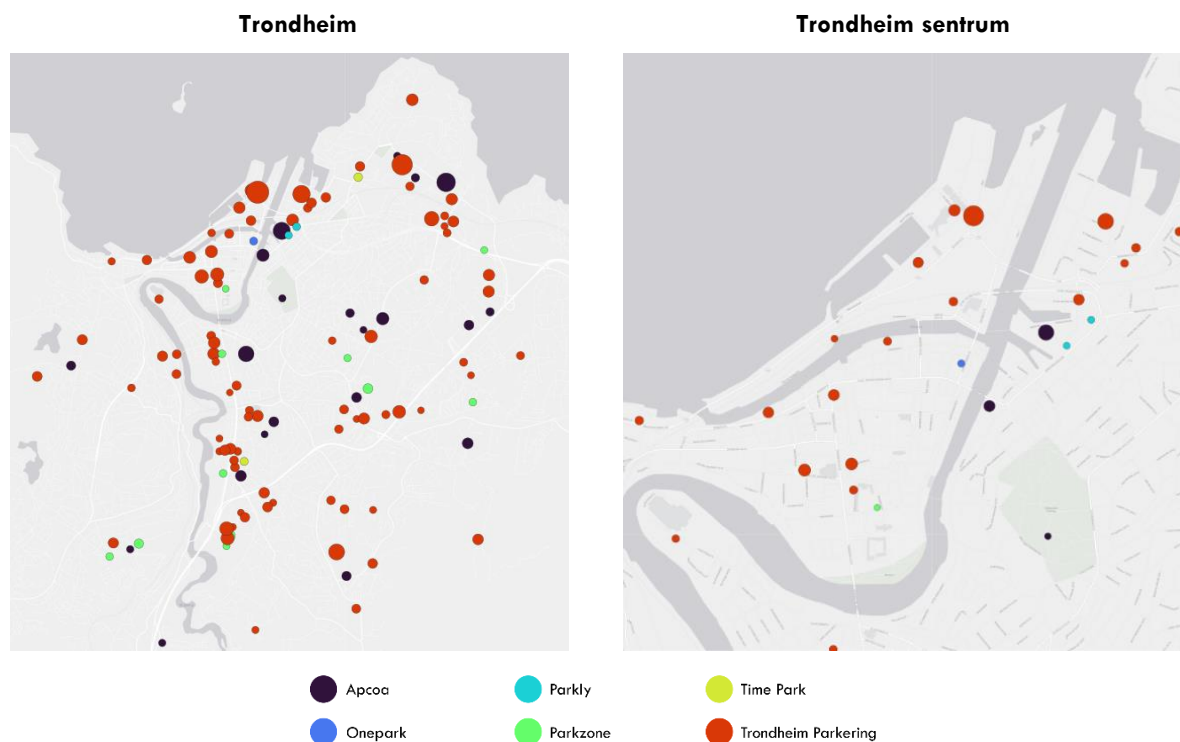 Trondheim
Trondheim sentrum
Apcoa
Parkly
Time Park
Onepark
Parkzone
Trondheim Parkering